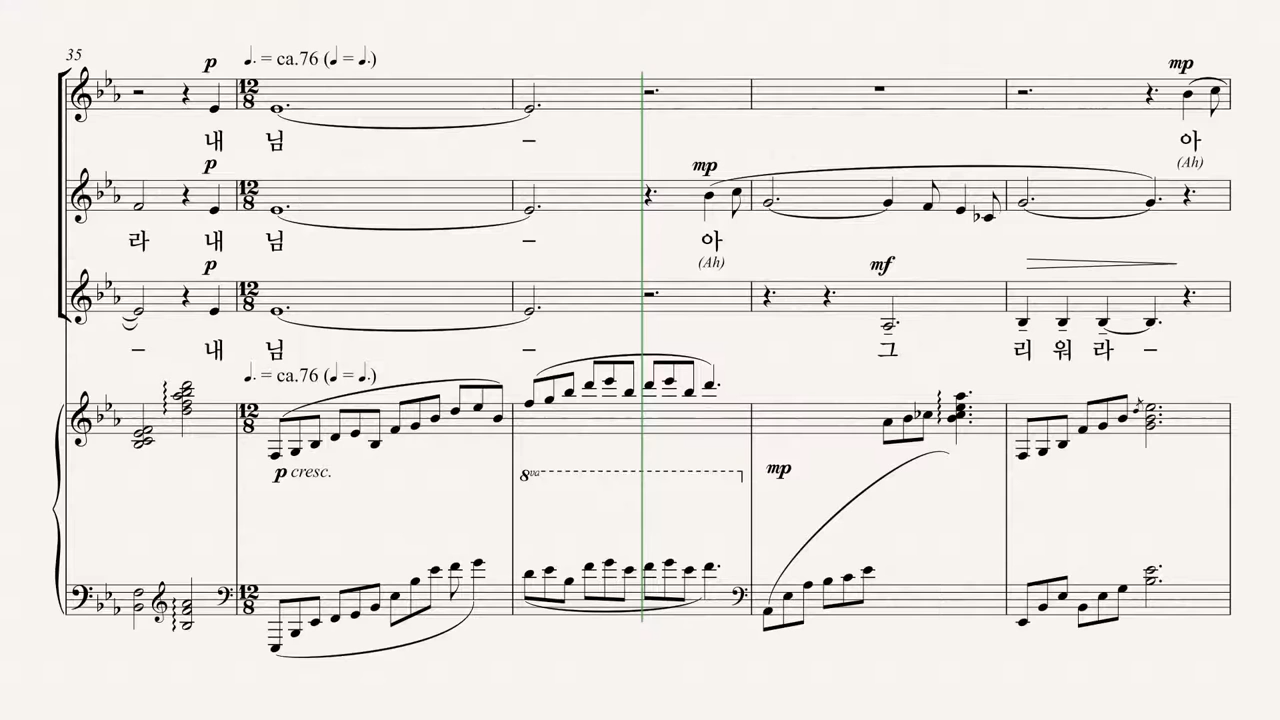 35
p
♩. = ca.76 (♩ = ♩.)
12
8
내 님 –
p
mp
12
8
라 내 님 – 아
(Ah)
mp
아
(Ah)
p
mf
12
8
– 내 님 – 그 리 워 라 –
♩. = ca.76 (♩ = ♩.)
12
8
p cresc.
8va
mp
12
8